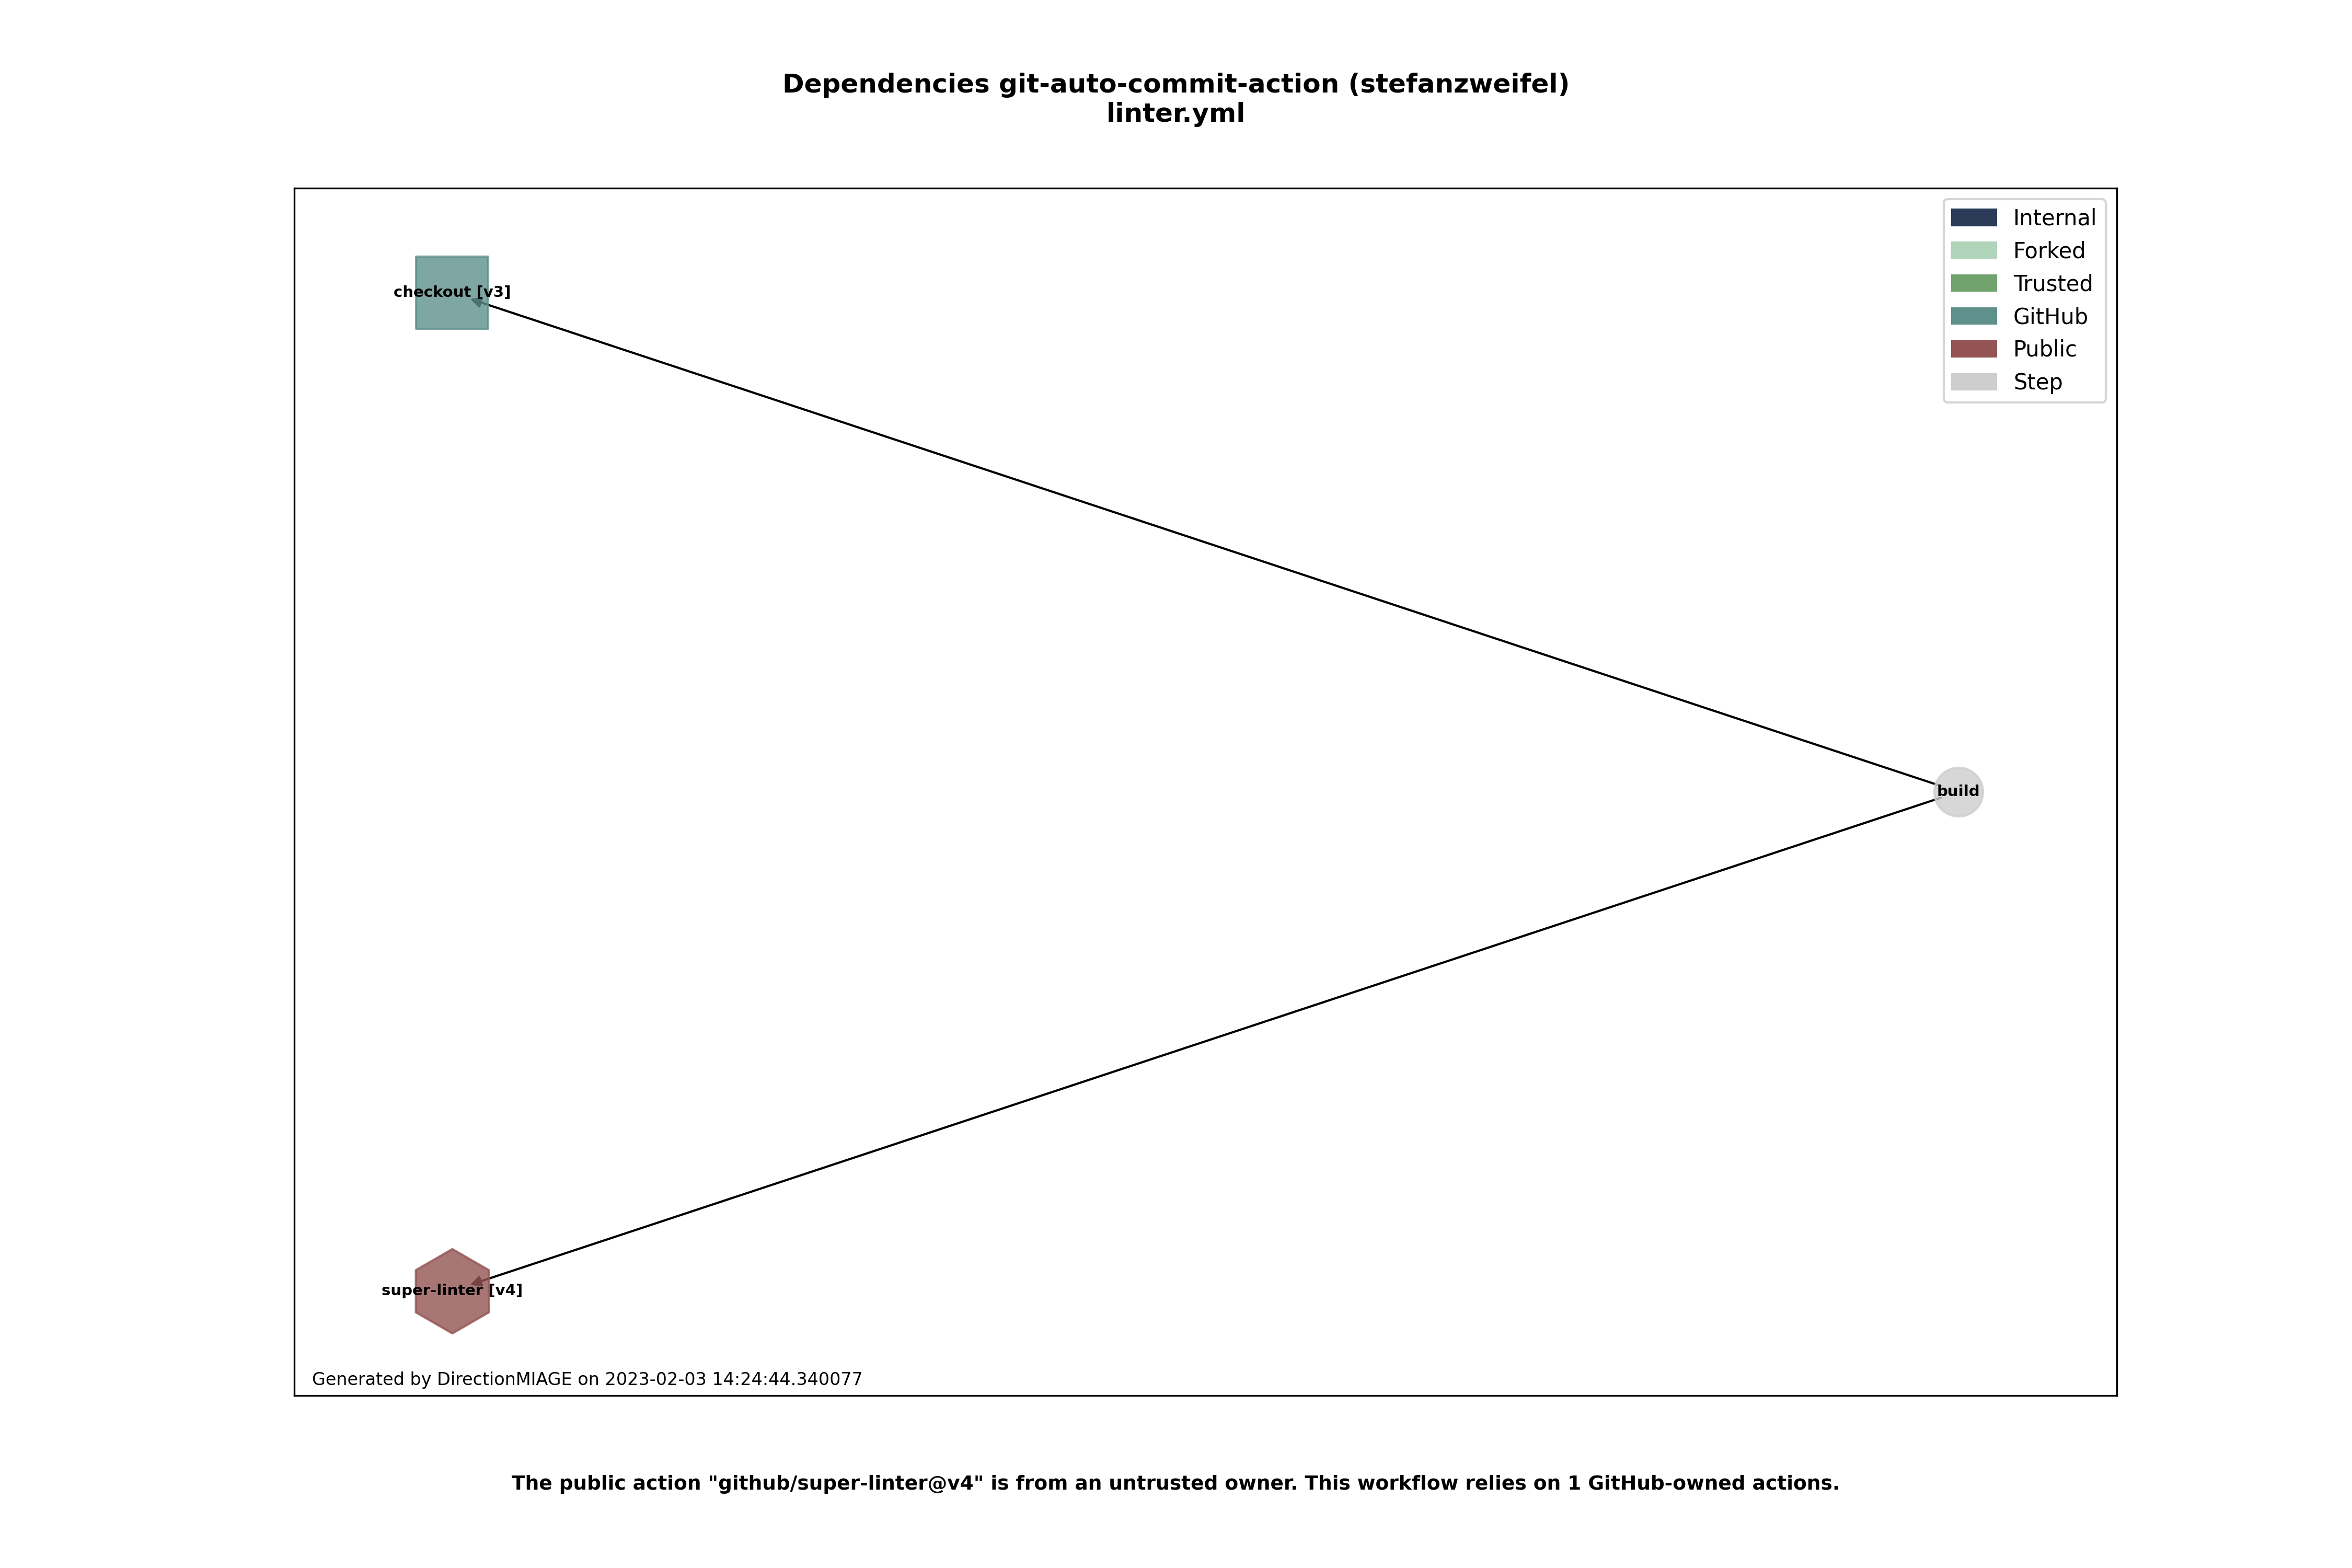 Dependencies git-auto-commit-action (stefanzweifel)
linter.yml
Internal
Forked
Trusted
GitHub
Public
Step
checkout [v3]
build
super-linter [v4]
Generated by DirectionMIAGE on 2023-02-03 14:24:44.340077
The public action "github/super-linter@v4" is from an untrusted owner. This workflow relies on 1 GitHub-owned actions.